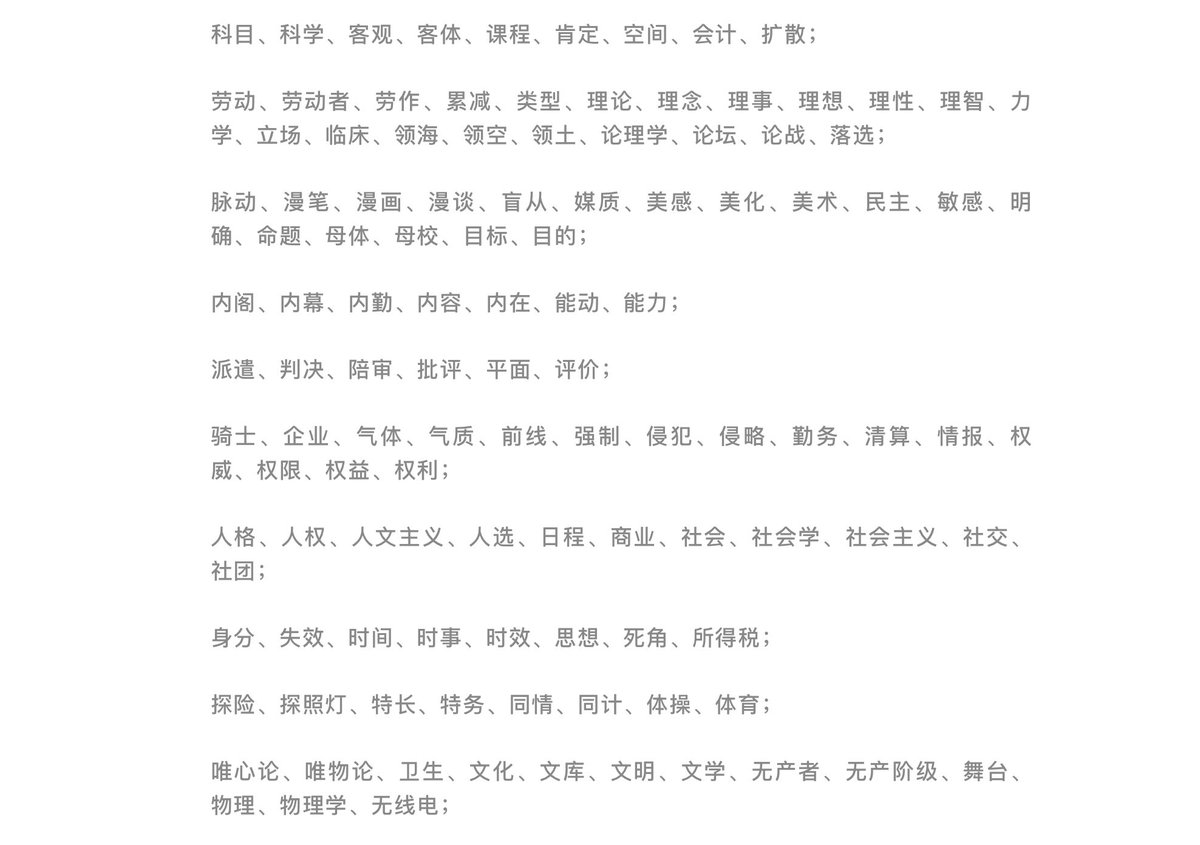 科目、科学、客观、客体、课程、肯定、空间、会计、扩散；
劳动、劳动者、劳作、累减、类型、理论、理念、理事、理想、理性、理智、力
学、立场、临床、领海、领空、领土、论理学、论坛、论战、落选；
脉动、漫笔、漫画、漫谈、盲从、媒质、美感、美化、美术、民主、敏感、明
确、命题、母体、母校、目标、目的；
内阁、内幕、内勤、内容、内在、能动、能力；
派遣、判决、陪审、批评、平面、评价；
骑士、企业、气体、气质、前线、强制、侵犯、侵略、勤务、清算、情报、权
威、权限、权益、权利；
人格、人权、人文主义、人选、日程、商业、社会、社会学、社会主义、社交、
社团；
身分、失效、时间、时事、时效、思想、死角、所得税；
探险、探照灯、特长、特务、同情、同计、体操、体育；
唯心论、唯物论、卫生、文化、文库、文明、文学、无产者、无产阶级、舞台、
物理、物理学、无线电；